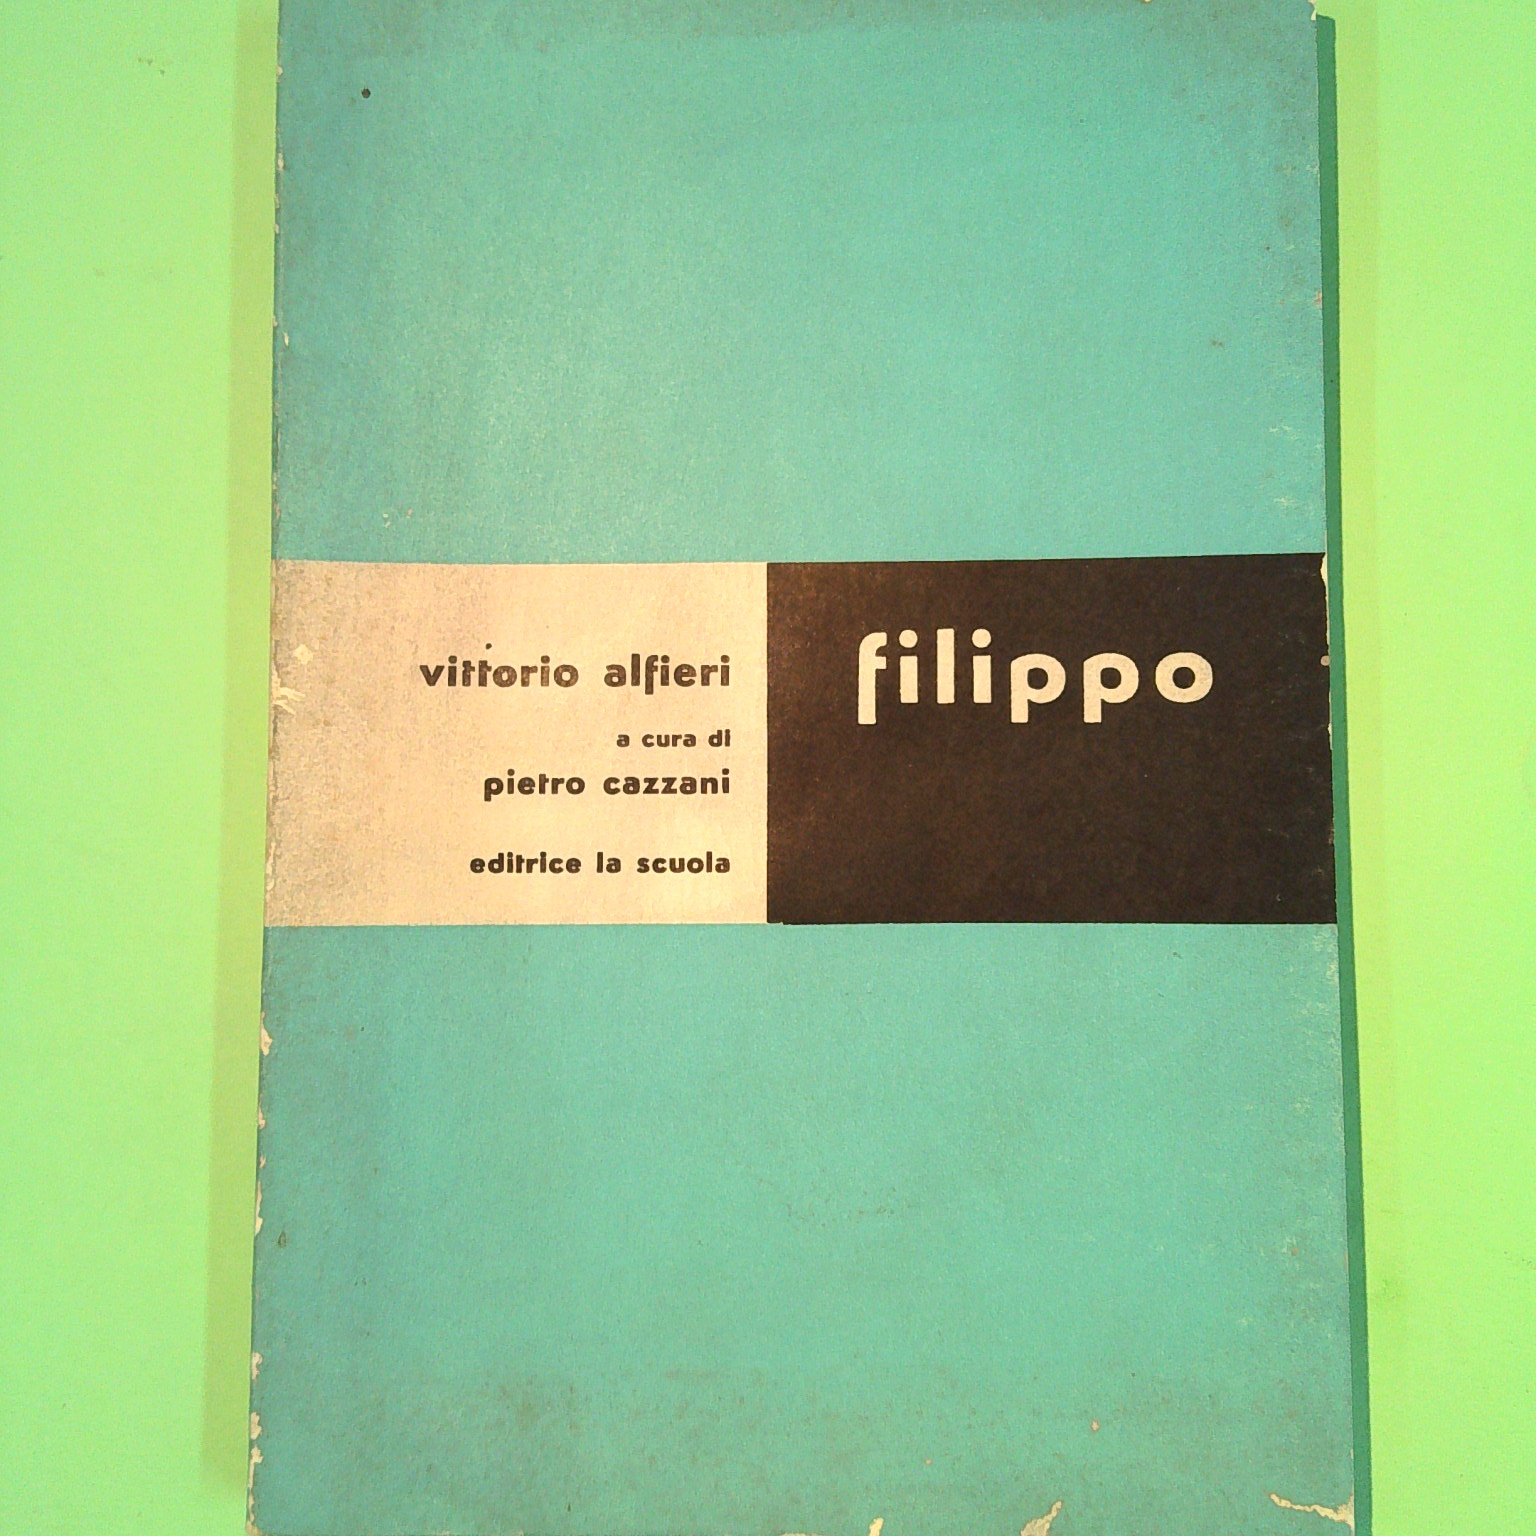 vittorio alfieri
a cura di
pietro cazzani
editrice la scuola
filippo